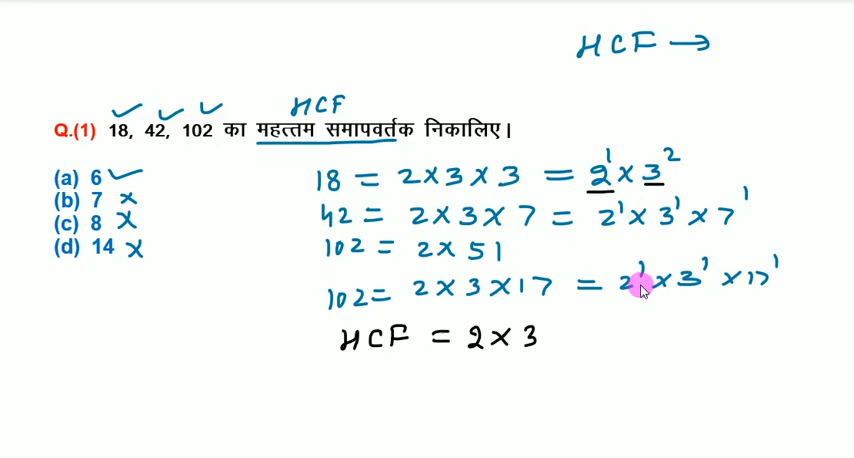 HCF →
HCF
Q.(1) 18, 42, 102 का महत्तम समापवर्तक निकालिए।
(a) 6 ✓
(b) 7 ×
(c) 8 ×
(d) 14 ×
18 = 2×3×3 = 2¹×3²
42 = 2×3×7 = 2¹×3¹×7¹
102 = 2×51
102= 2×3×17 = 2¹×3¹×17¹
HCF = 2×3